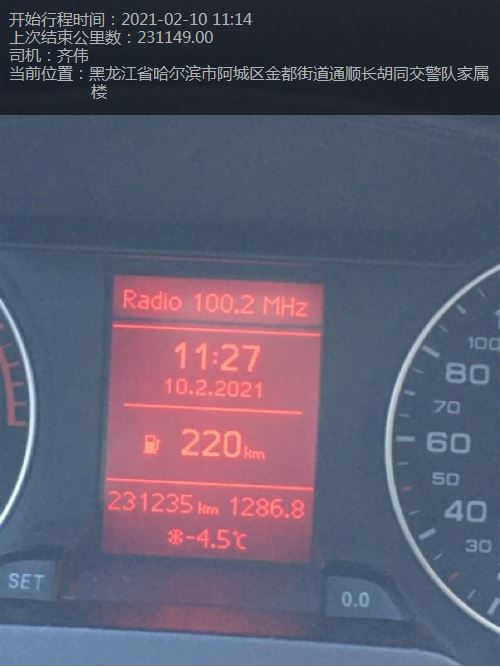 开始行程时间：2021-02-10 11:14
上次结束公里数：231149.00
司机：齐伟
当前位置：黑龙江省哈尔滨市阿城区金都街道通顺长胡同交警队家属
楼
Radio 100.2 MHz
11:27
10.2.2021
220km
231235 km 1286.8
-4.5℃
100
80
70
60
50
40
30
SET
0.0